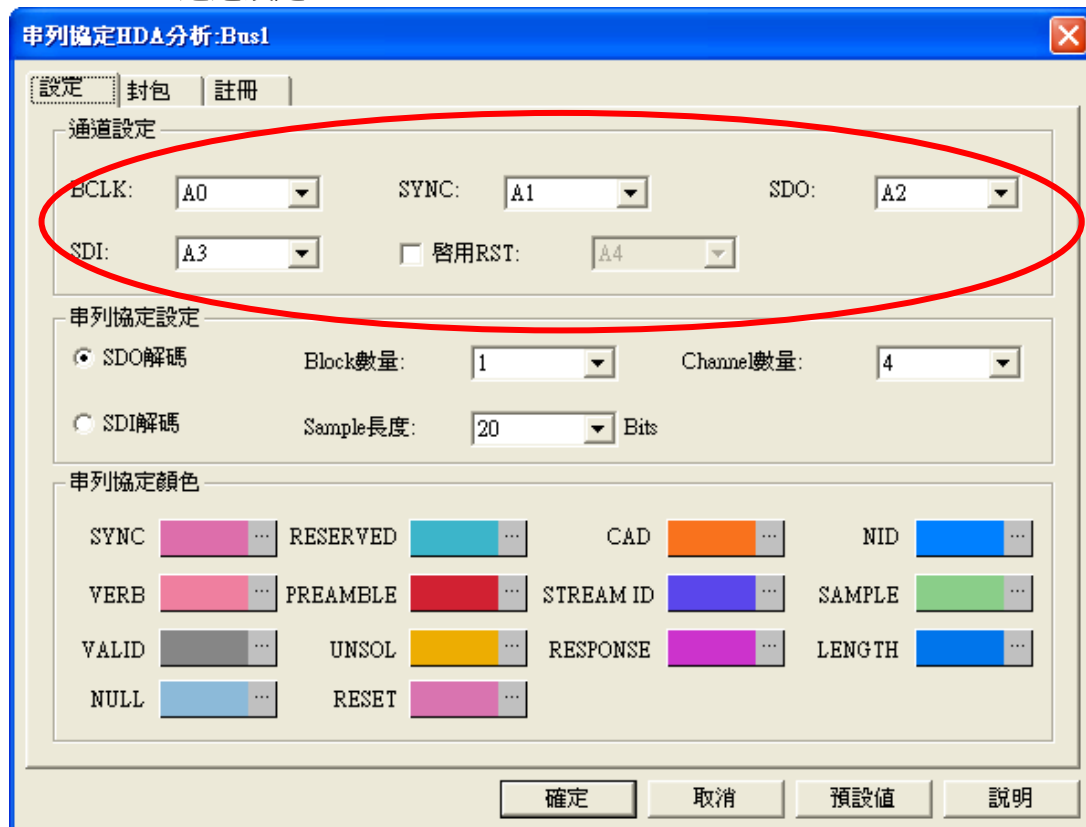 串列協定HDA分析:Bus1
設定 封包 註冊
通道設定
BCLK: A0 SYNC: A1 SDO: A2
SDI: A3 啓用RST: A4
串列協定設定
SDO解碼 Block數量: 1 Channel數量: 4
SDI解碼 Sample長度: 20 Bits
串列協定顏色
SYNC ... RESERVED ... CAD ... NID ...
VERB ... PREAMBLE ... STREAM ID ... SAMPLE ...
VALID ... UNSOL ... RESPONSE ... LENGTH ...
NULL ... RESET ...
確定 取消 預設值 說明